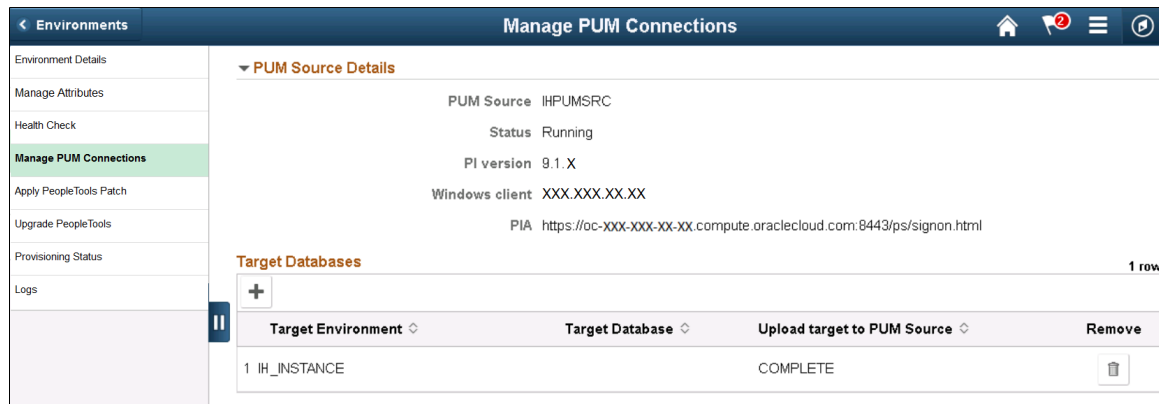 Environments
Manage PUM Connections
2
Environment Details
Manage Attributes
Health Check
Manage PUM Connections
Apply PeopleTools Patch
Upgrade PeopleTools
Provisioning Status
Logs
PUM Source Details
PUM Source IHPUMSRC
Status Running
PI version 9.1.X
Windows client XXX.XXX.XX.XX
PIA https://oc-XXX-XXX-XX-XX.compute.oraclecloud.com:8443/ps/signon.html
Target Databases
1 row
Target Environment Target Database Upload target to PUM Source Remove
1 IH_INSTANCE COMPLETE